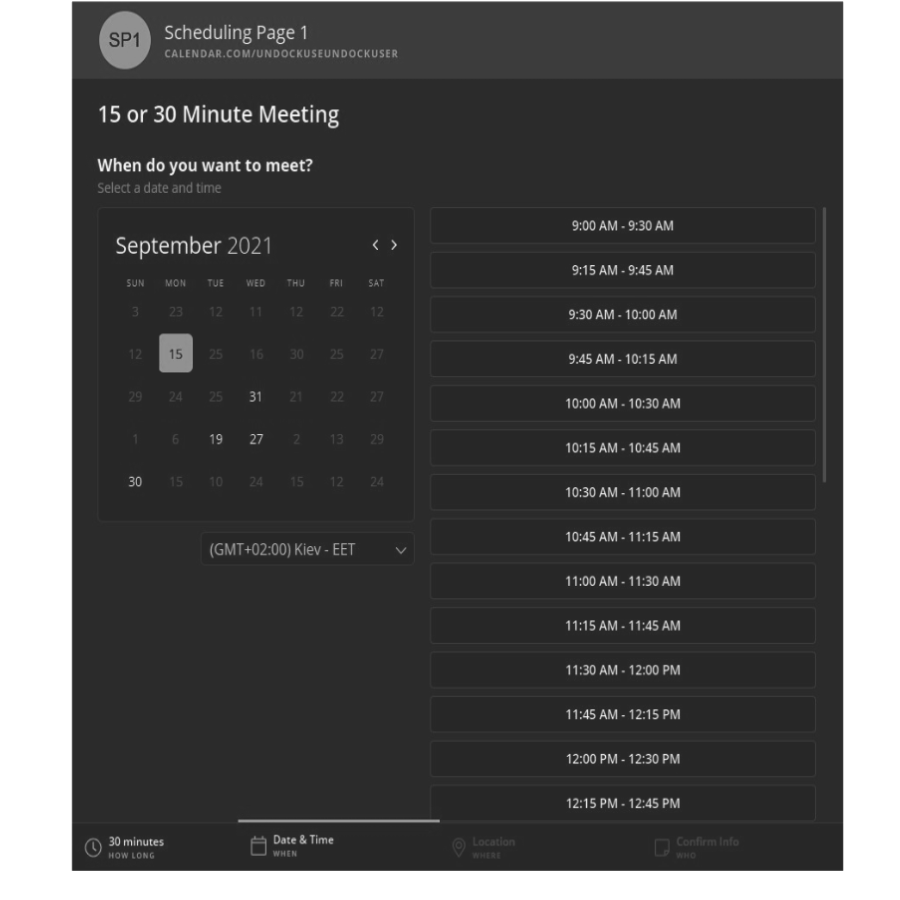 SP1
Scheduling Page 1
CALENDAR.COM/UNDOCKUSEUNDOCKUSER
15 or 30 Minute Meeting
When do you want to meet?
Select a date and time
September 2021
SUN MON TUE WED THU FRI SAT
3 23 12 11 12 22 12
12 15 25 16 30 25 27
29 24 25 31 21 22 27
1 6 19 27 2 13 29
30 15 10 24 15 12 24
(GMT+02:00) Kiev - EET
9:00 AM - 9:30 AM
9:15 AM - 9:45 AM
9:30 AM - 10:00 AM
9:45 AM - 10:15 AM
10:00 AM - 10:30 AM
10:15 AM - 10:45 AM
10:30 AM - 11:00 AM
10:45 AM - 11:15 AM
11:00 AM - 11:30 AM
11:15 AM - 11:45 AM
11:30 AM - 12:00 PM
11:45 AM - 12:15 PM
12:00 PM - 12:30 PM
12:15 PM - 12:45 PM
30 minutes
HOW LONG
Date & Time
WHEN
Location
WHERE
Confirm Info
WHO